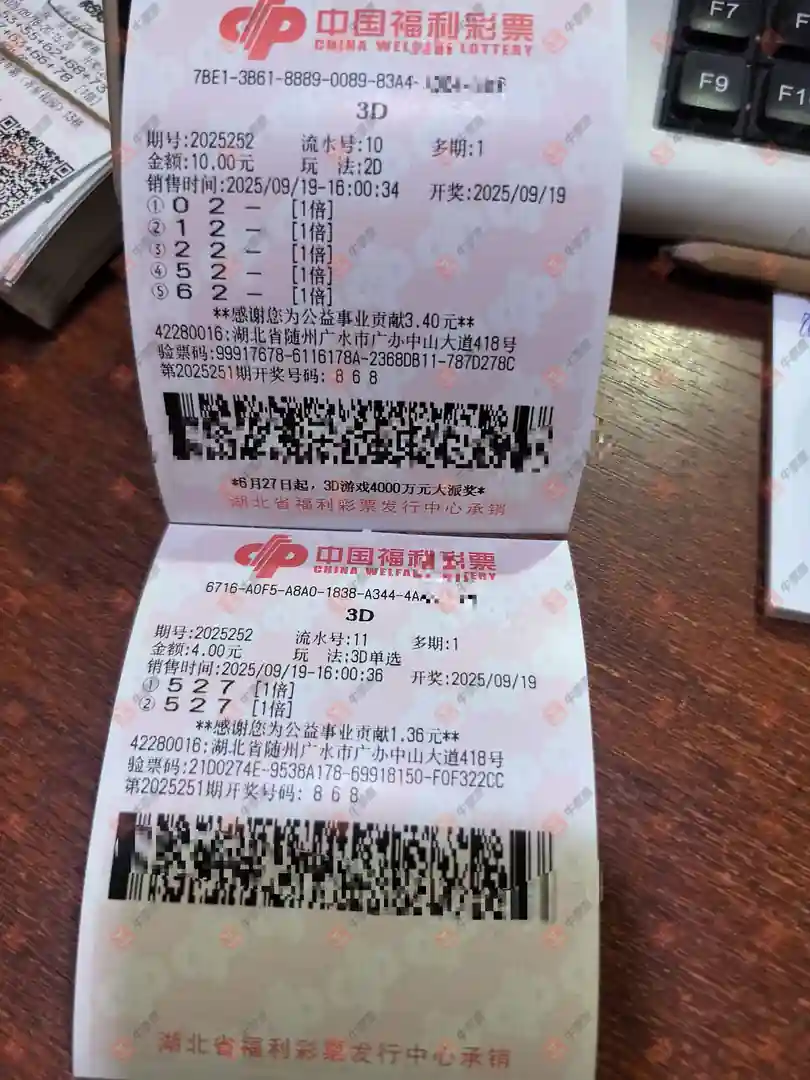 中国福利彩票
CHINA WELFARE LOTTERY
7BE1-3B61-8889-0089-83A4-
3D
期号:2025252 流水号:10 多期:1
金额:10.00元 玩 法:2D
销售时间:2025/09/19-16:00:34 开奖:2025/09/19
① 0 2 - [1倍]
② 1 2 - [1倍]
③ 2 2 - [1倍]
④ 5 2 - [1倍]
⑤ 6 2 - [1倍]
**感谢您为公益事业贡献3.40元**
42280016:湖北省随州广水市广办中山大道418号
验票码:99917678-6116178A-2368DB11-787D278C
第2025251期开奖号码: 8 6 8
*6月27日起，3D游戏4000万元大派奖*
湖北省福利彩票发行中心承销
中国福利彩票
CHINA WELFARE LOTTERY
6716-A0F5-A8A0-1838-A344-4A
3D
期号:2025252 流水号:11 多期:1
金额:4.00元 玩 法:3D单选
销售时间:2025/09/19-16:00:36 开奖:2025/09/19
① 5 2 7 [1倍]
② 5 2 7 [1倍]
**感谢您为公益事业贡献1.36元**
42280016:湖北省随州广水市广办中山大道418号
验票码:21D0274E-9538A178-69918150-F0F322CC
第2025251期开奖号码: 8 6 8
湖北省福利彩票发行中心承销
F7
F9
F1